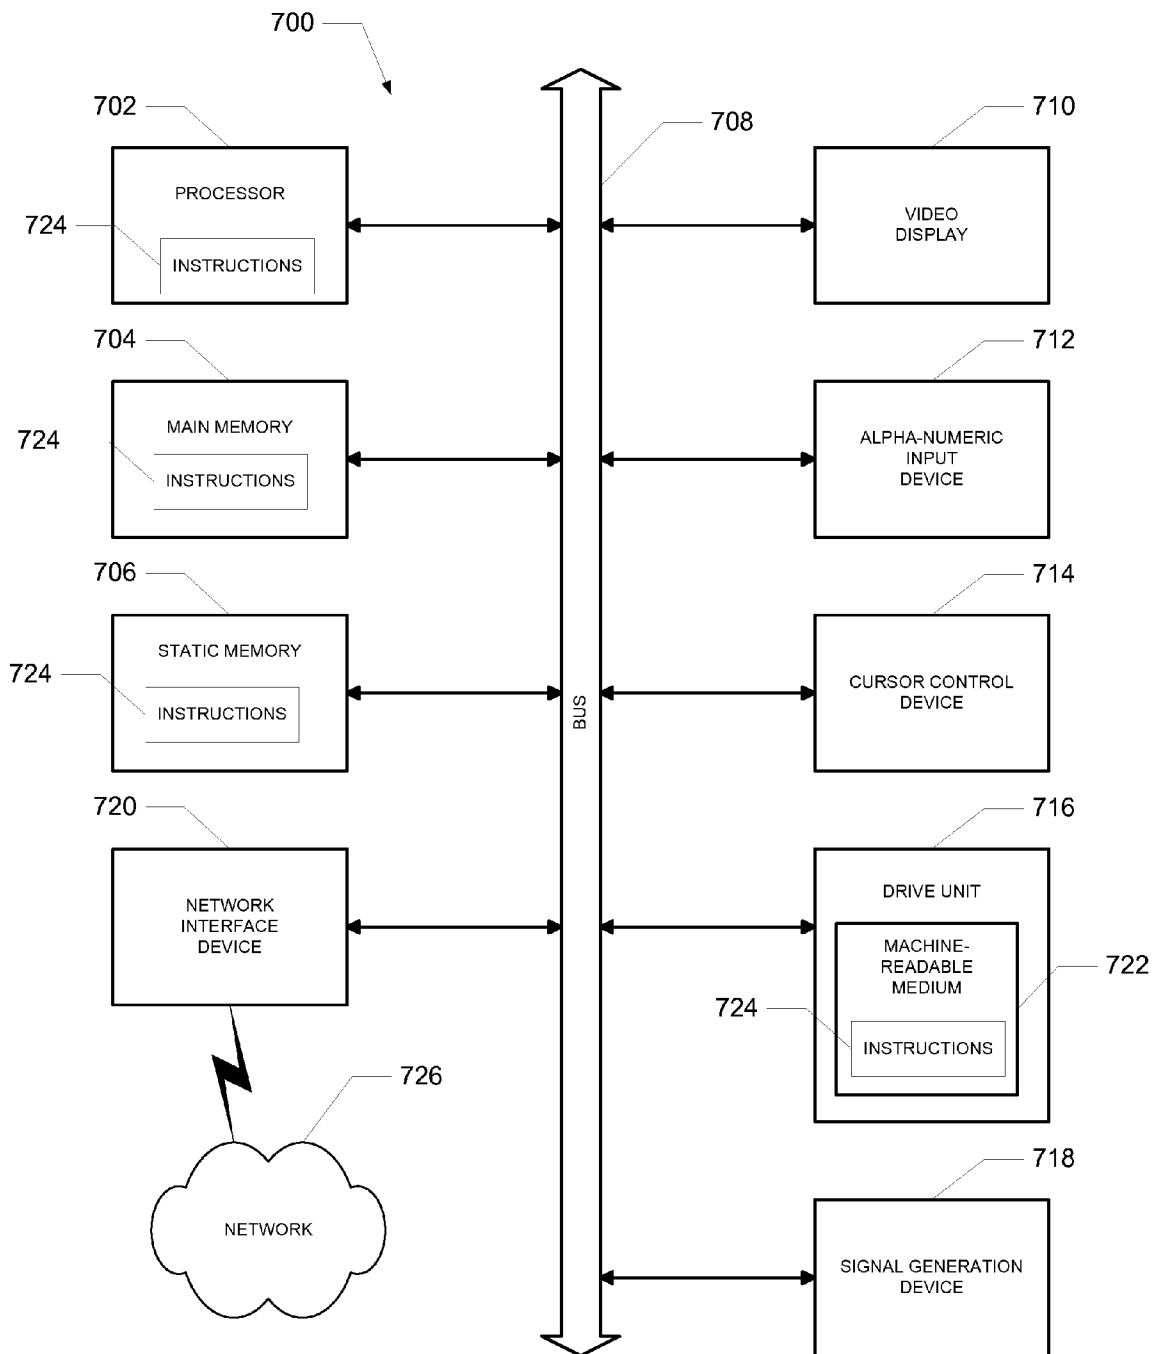 700
702
PROCESSOR
724
INSTRUCTIONS
704
MAIN MEMORY
724
INSTRUCTIONS
706
STATIC MEMORY
724
INSTRUCTIONS
720
NETWORK
INTERFACE
DEVICE
726
NETWORK
708
BUS
710
VIDEO
DISPLAY
712
ALPHA-NUMERIC
INPUT
DEVICE
714
CURSOR CONTROL
DEVICE
716
DRIVE UNIT
MACHINE-
READABLE
MEDIUM
722
724
INSTRUCTIONS
718
SIGNAL GENERATION
DEVICE